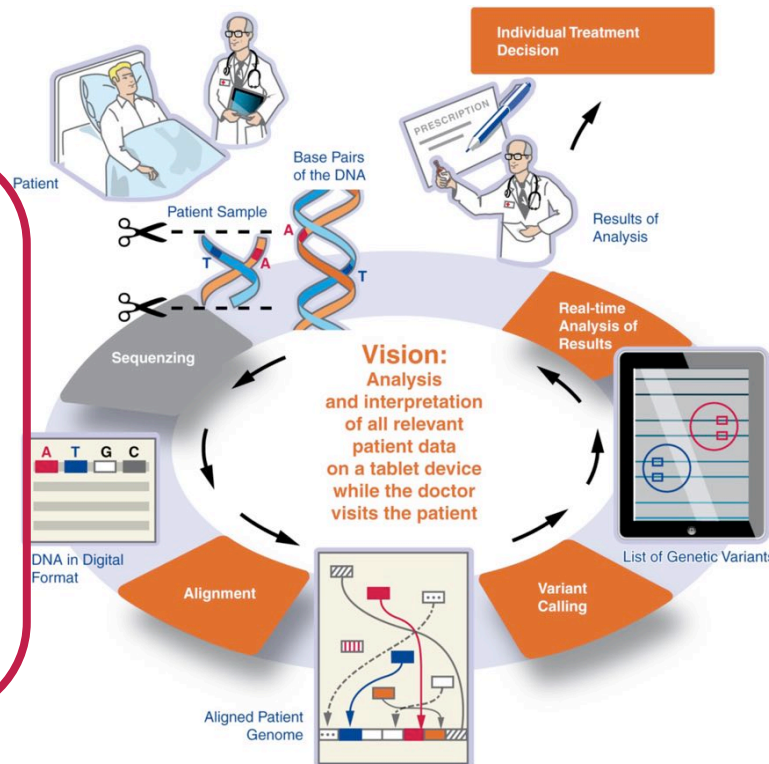 Individual Treatment
Decision
PRESCRIPTION
Patient
Base Pairs
of the DNA
Patient Sample
A
T
A
T
Results of
Analysis
Sequenzing
Real-time
Analysis of
Results
Vision:
Analysis
and interpretation
of all relevant
patient data
on a tablet device
while the doctor
visits the patient
A T G C
DNA in Digital
Format
List of Genetic Variants
Alignment
Variant
Calling
Aligned Patient
Genome